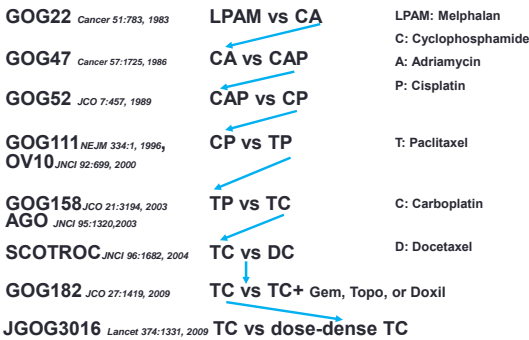 GOG22 Cancer 51:783, 1983 LPAM vs CA LPAM: Melphalan
C: Cyclophosphamide
GOG47 Cancer 57:1725, 1986 CA vs CAP A: Adriamycin
P: Cisplatin
GOG52 JCO 7:457, 1989 CAP vs CP
GOG111 NEJM 334:1, 1996, CP vs TP T: Paclitaxel
OV10 JNCI 92:699, 2000
GOG158 JCO 21:3194, 2003 TP vs TC C: Carboplatin
AGO JNCI 95:1320,2003
SCOTROC JNCI 96:1682, 2004 TC vs DC D: Docetaxel
GOG182 JCO 27:1419, 2009 TC vs TC+ Gem, Topo, or Doxil
JGOG3016 Lancet 374:1331, 2009 TC vs dose-dense TC